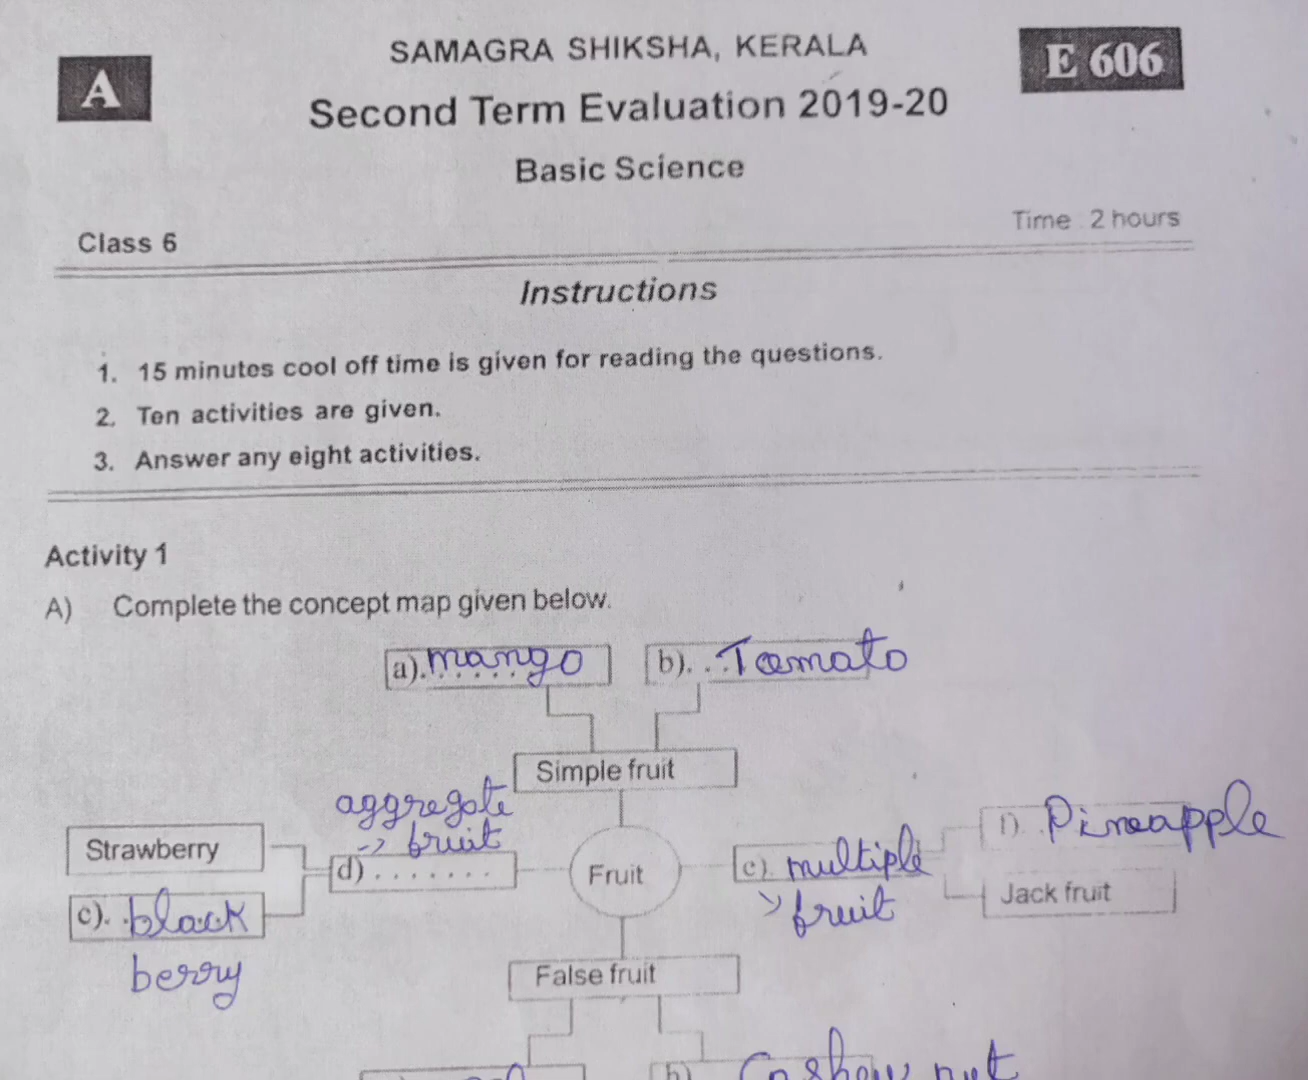 A
SAMAGRA SHIKSHA, KERALA
E 606
Second Term Evaluation 2019-20
Basic Science
Class 6
Time : 2 hours
Instructions
1. 15 minutes cool off time is given for reading the questions.
2. Ten activities are given.
3. Answer any eight activities.
Activity 1
A) Complete the concept map given below.
a). mango
b). Tomato
Simple fruit
aggregate
-> fruit
Strawberry
d) . . . . . . .
Fruit
e). multiple
fruit
f). Pineapple
Jack fruit
c). black
berry
False fruit
h) Cashew nut